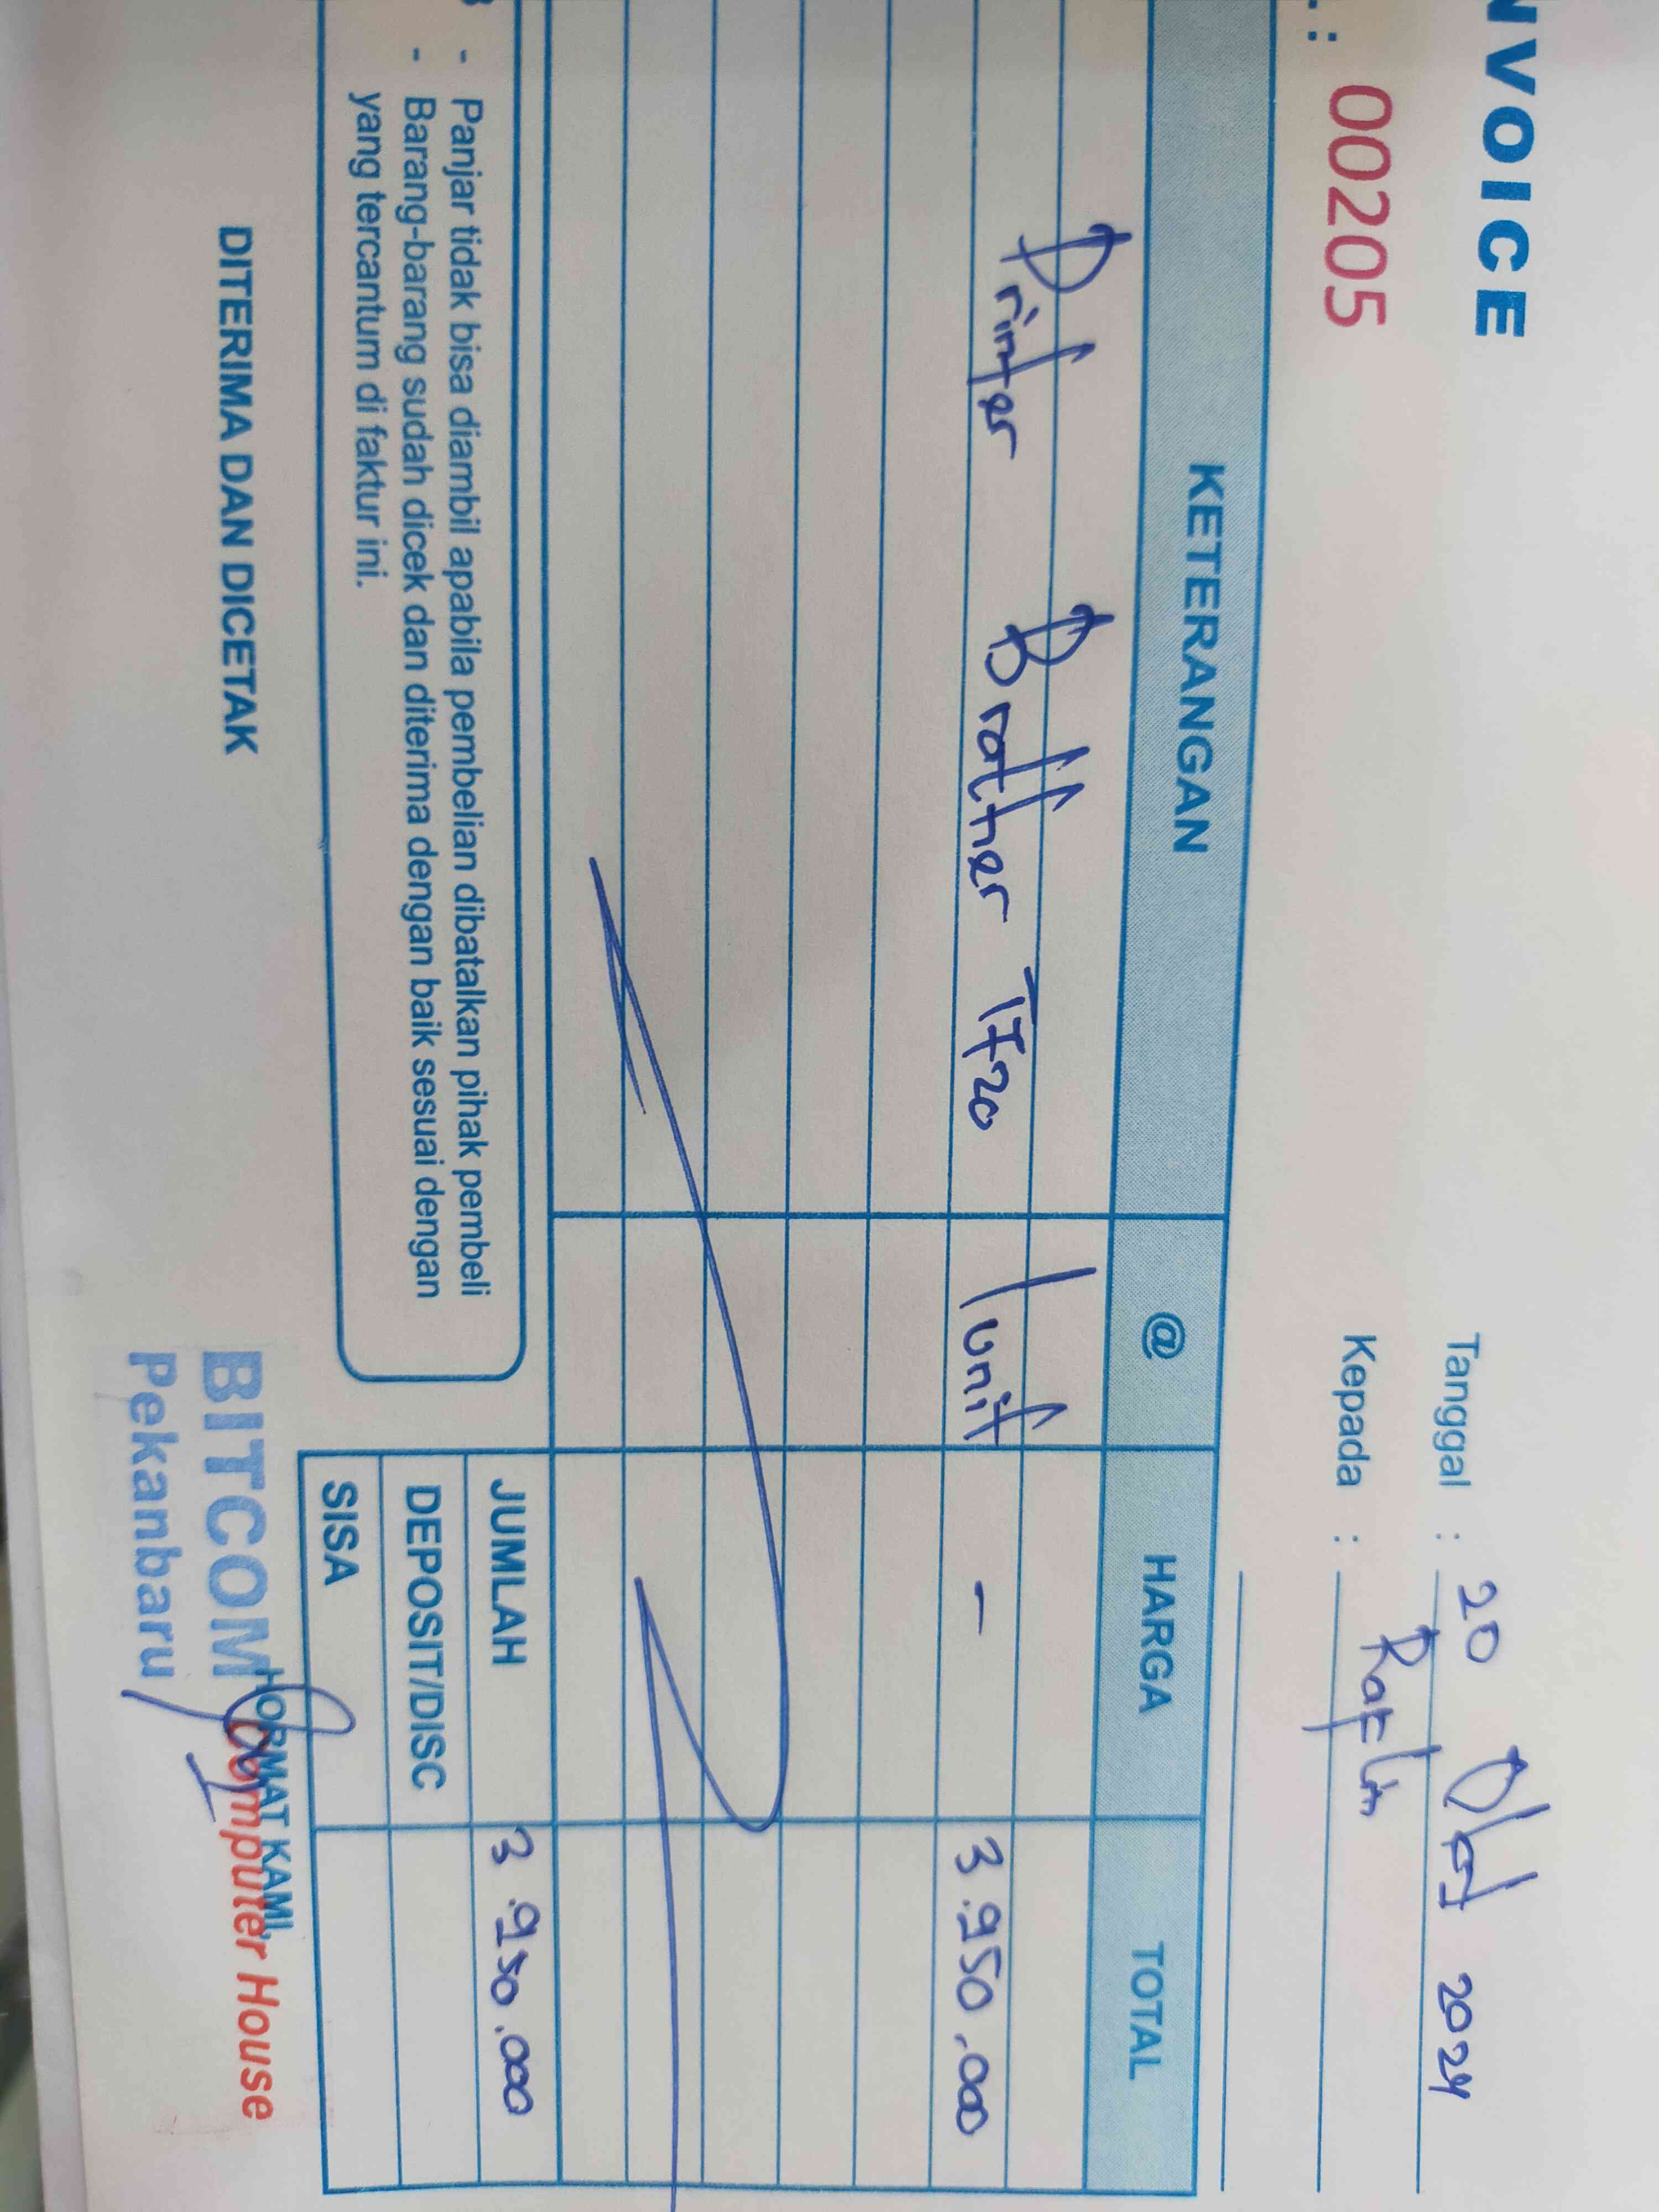 NVOICE
.: 00205
Tanggal : 20 Okt 2024
Kepada : Raflin
KETERANGAN @ HARGA TOTAL
Printer Brother T720 1 unit - 3.950.000
JUMLAH 3.950.000
DEPOSIT/DISC
SISA
- Panjar tidak bisa diambil apabila pembelian dibatalkan pihak pembeli
- Barang-barang sudah dicek dan diterima dengan baik sesuai dengan
yang tercantum di faktur ini.
DITERIMA DAN DICETAK
HORMAT KAMI,
BITCOM Computer House
Pekanbaru